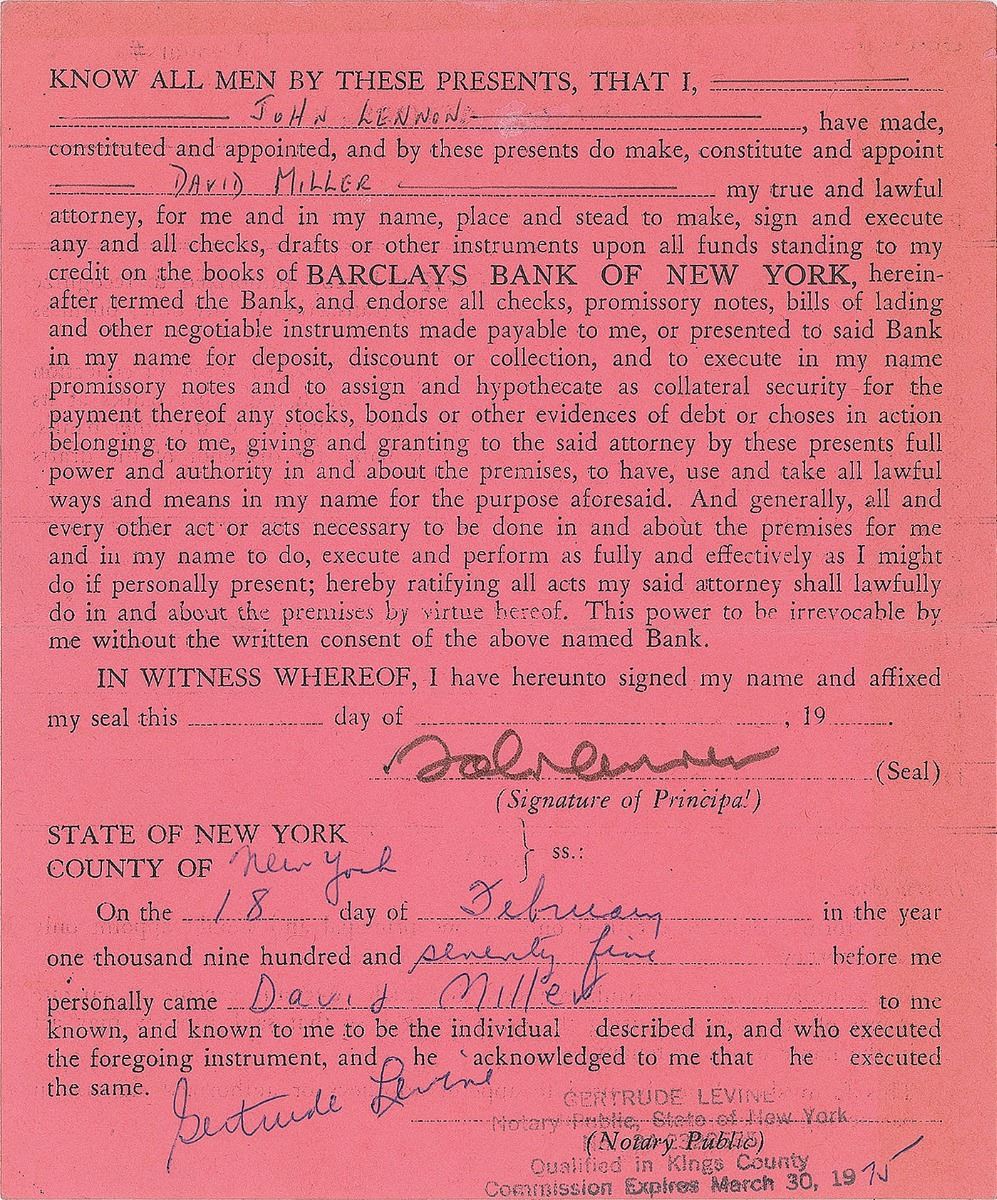 KNOW ALL MEN BY THESE PRESENTS, THAT I,
JOHN LENNON, have made,
constituted and appointed, and by these presents do make, constitute and appoint
DAVID MILLER my true and lawful
attorney, for me and in my name, place and stead to make, sign and execute
any and all checks, drafts or other instruments upon all funds standing to my
credit on the books of BARCLAYS BANK OF NEW YORK, herein-
after termed the Bank, and endorse all checks, promissory notes, bills of lading
and other negotiable instruments made payable to me, or presented to said Bank
in my name for deposit, discount or collection, and to execute in my name
promissory notes and to assign and hypothecate as collateral security for the
payment thereof any stocks, bonds or other evidences of debt or choses in action
belonging to me, giving and granting to the said attorney by these presents full
power and authority in and about the premises, to have, use and take all lawful
ways and means in my name for the purpose aforesaid. And generally, all and
every other act or acts necessary to be done in and about the premises for me
and in my name to do, execute and perform as fully and effectively as I might
do if personally present; hereby ratifying all acts my said attorney shall lawfully
do in and about the premises by virtue hereof. This power to be irrevocable by
me without the written consent of the above named Bank.
IN WITNESS WHEREOF, I have hereunto signed my name and affixed
my seal this day of , 19 .
John Lennon (Seal)
(Signature of Principal)
STATE OF NEW YORK
COUNTY OF New York } ss.:
On the 18 day of February in the year
one thousand nine hundred and seventy five before me
personally came David Miller to me
known, and known to me to be the individual described in, and who executed
the foregoing instrument, and he acknowledged to me that he executed
the same.
Gertrude Levine
GERTRUDE LEVINE
Notary Public, State of New York
(Notary Public)
Qualified in Kings County
Commission Expires March 30, 1975